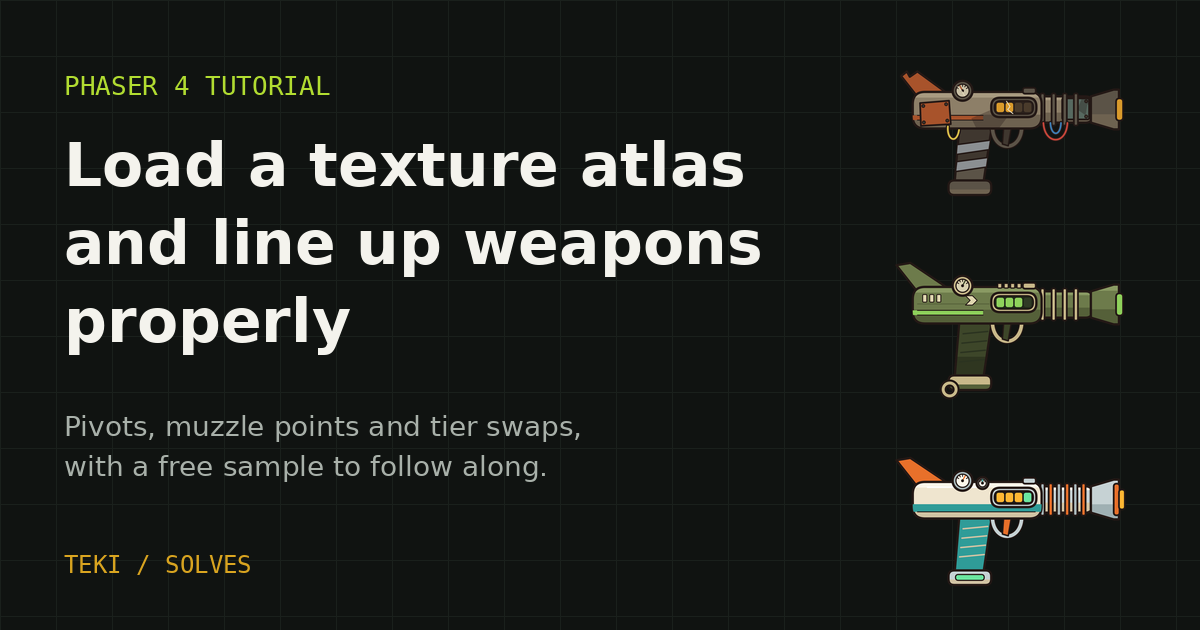 PHASER 4 TUTORIAL
Load a texture atlas
and line up weapons
properly
Pivots, muzzle points and tier swaps,
with a free sample to follow along.
TEKI / SOLVES